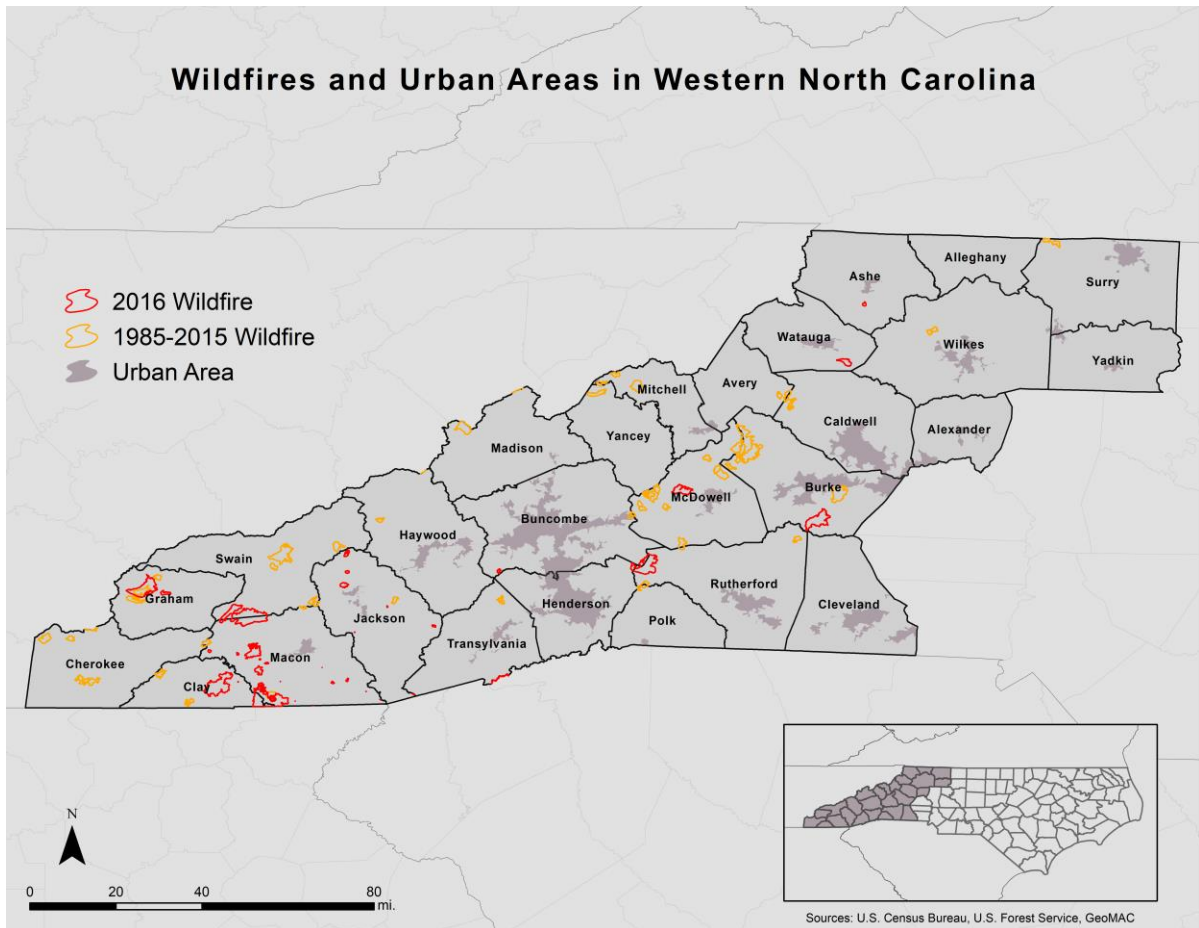 Wildfires and Urban Areas in Western North Carolina
2016 Wildfire
1985-2015 Wildfire
Urban Area
Ashe
Alleghany
Surry
Watauga
Wilkes
Yadkin
Mitchell
Avery
Caldwell
Alexander
Madison
Yancey
McDowell
Burke
Buncombe
Haywood
Swain
Graham
Jackson
Henderson
Rutherford
Cleveland
Polk
Transylvania
Macon
Cherokee
Clay
N
0 20 40 80
mi.
Sources: U.S. Census Bureau, U.S. Forest Service, GeoMAC